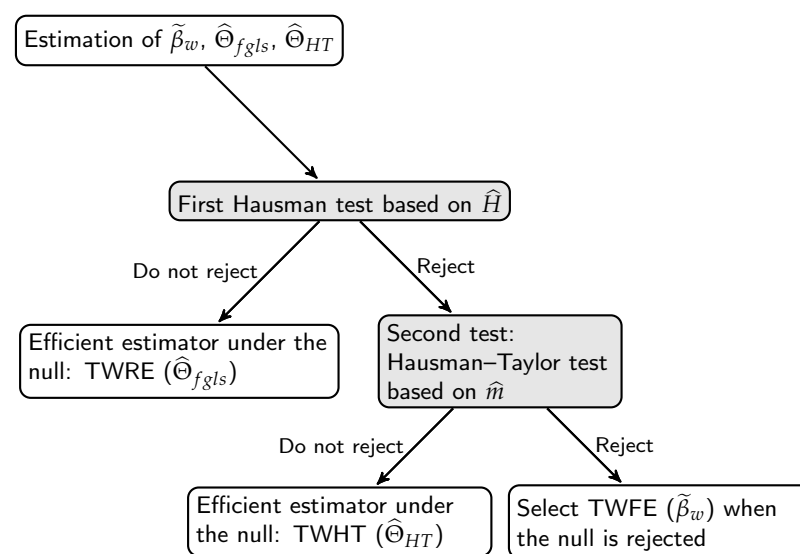 Estimation of β̃_w, Θ̂_fgls, Θ̂_HT
First Hausman test based on Ĥ
Do not reject
Reject
Efficient estimator under the
null: TWRE (Θ̂_fgls)
Second test:
Hausman–Taylor test
based on m̂
Do not reject
Reject
Efficient estimator under
the null: TWHT (Θ̂_HT)
Select TWFE (β̃_w) when
the null is rejected